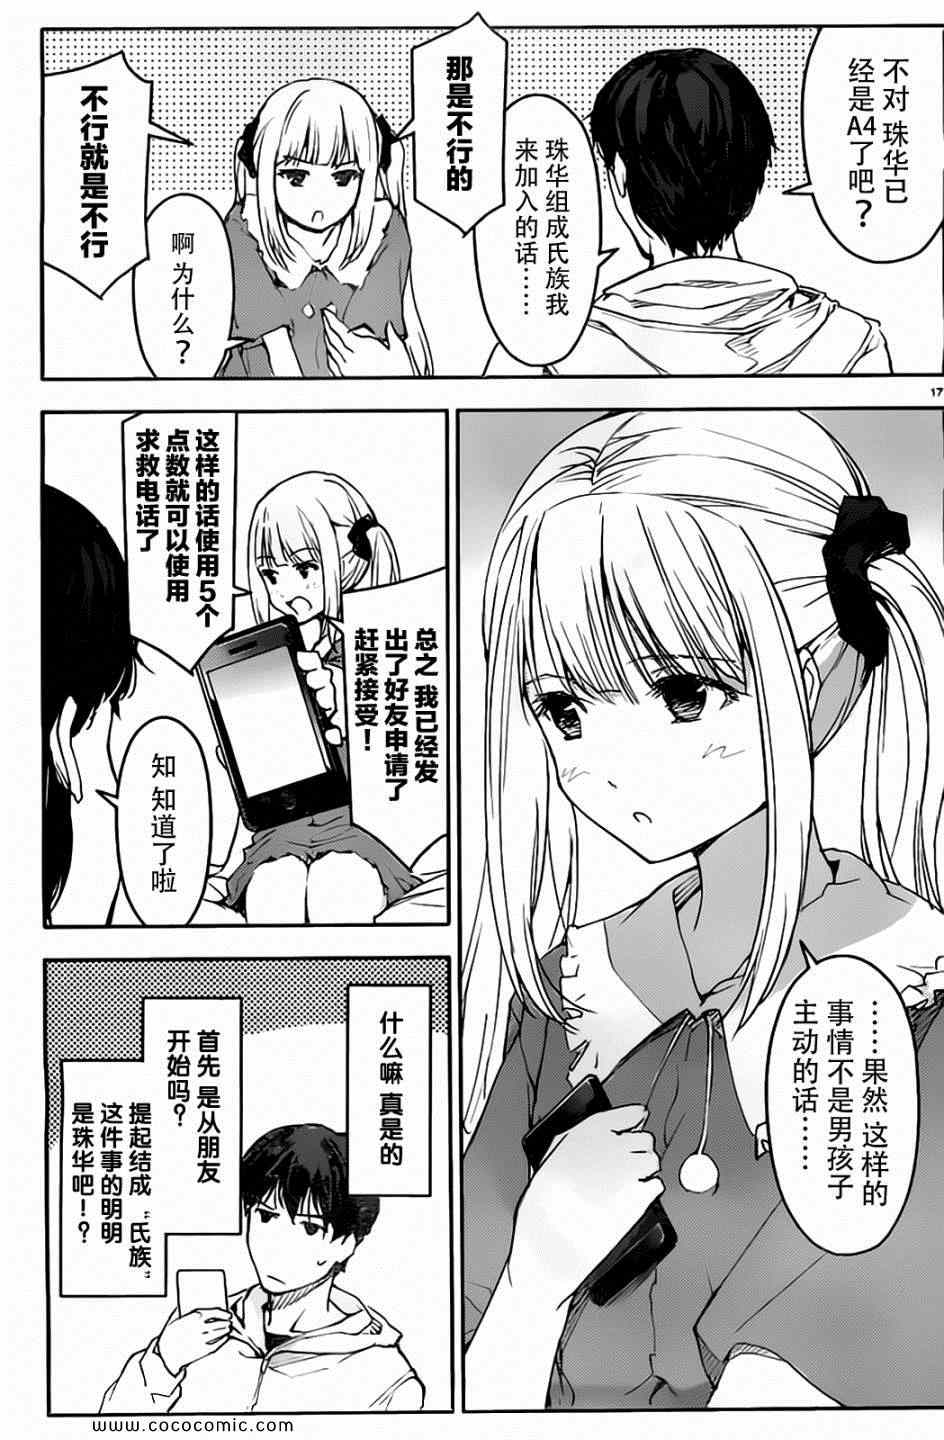 不对 珠华已
经是A4了吧？
珠华组成氏族我
来加入的话……
那是不行的
啊 为什么？
不行就是不行
17
……果然 这样的
事情不是男孩子
主动的话……
这样的话使用5个
点数就可以使用
求救电话了
总之 我已经发
出了好友申请了
赶紧接受！
知 知道了啦
什么嘛 真是的
首先 是从朋友
开始吗？
提起结成“氏族”
这件事的明明
是珠华吧！？
www.cococomic.com